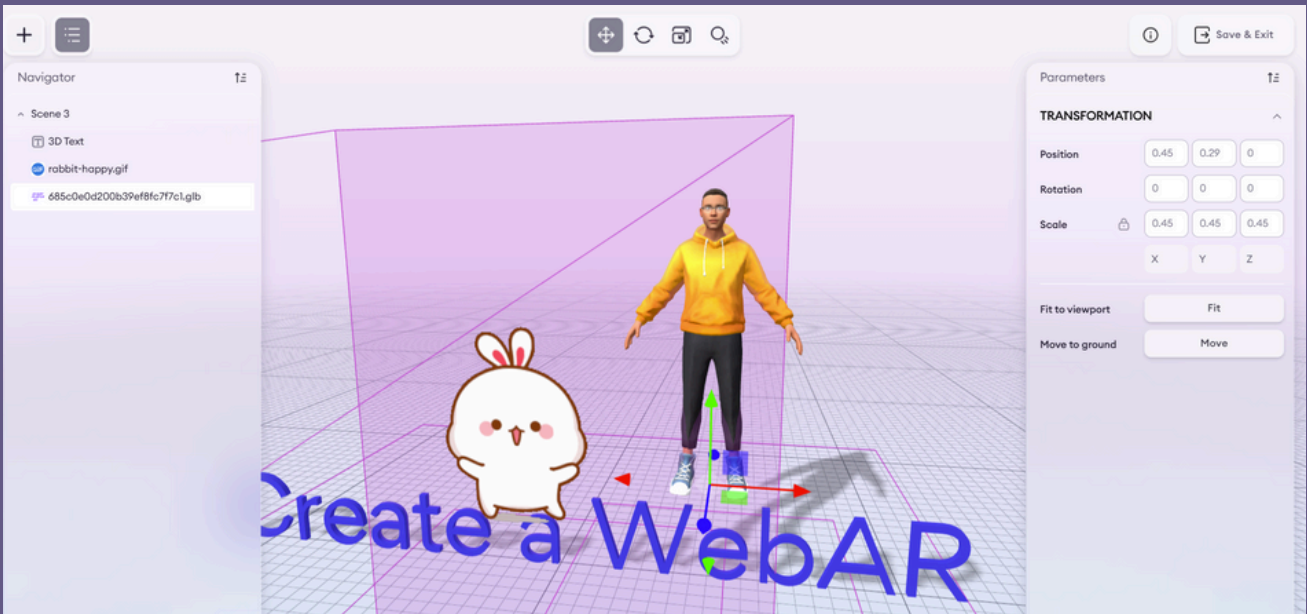 Save & Exit
Navigator
Parameters
Scene 3
TRANSFORMATION
3D Text
Position 0.45 0.29 0
GIF rabbit-happy.gif
Rotation 0 0 0
685c0e0d200b39ef8fc7f7c1.glb
Scale 0.45 0.45 0.45
X Y Z
Fit to viewport Fit
Move to ground Move
Create a WebAR